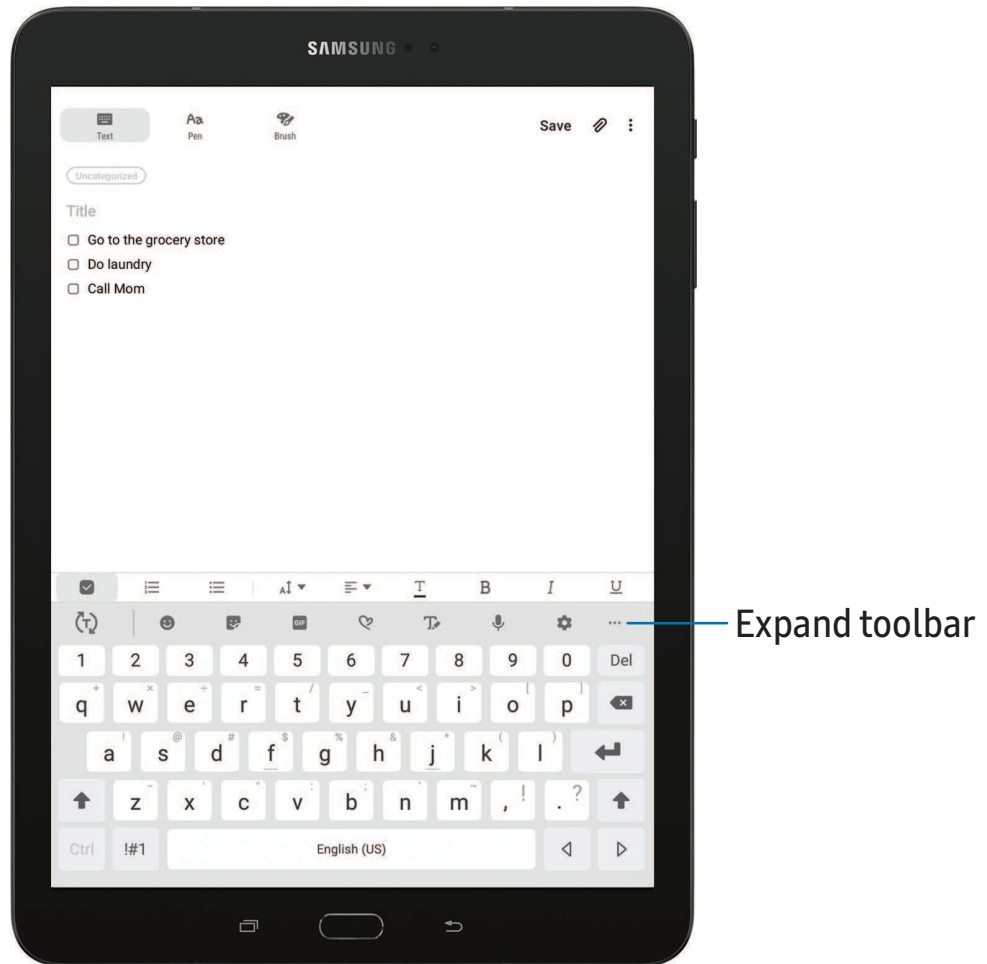 SAMSUNG
Text Aa Pen Brush Save
Uncategorized
Title
Go to the grocery store
Do laundry
Call Mom
A T B I U
T GIF T Expand toolbar
1 2 3 4 5 6 7 8 9 0 Del
q + w × e ÷ r = t / y _ u < i > o [ p ]
a ! s @ d # f $ g % h & j * k ( l )
z - x ' c " v : b ; n m ~ , ! . ?
Ctrl !#1 English (US)